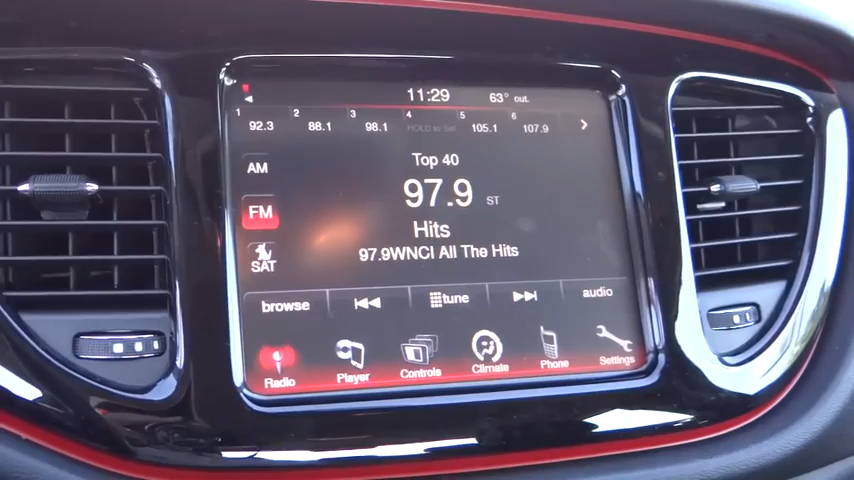 11:29 63° out.
1 92.3 2 88.1 3 98.1 4 HOLD to Set 5 105.1 6 107.9
AM
FM
SAT
Top 40
97.9 ST
Hits
97.9WNCI All The Hits
browse tune audio
Radio Player Controls Climate Phone Settings